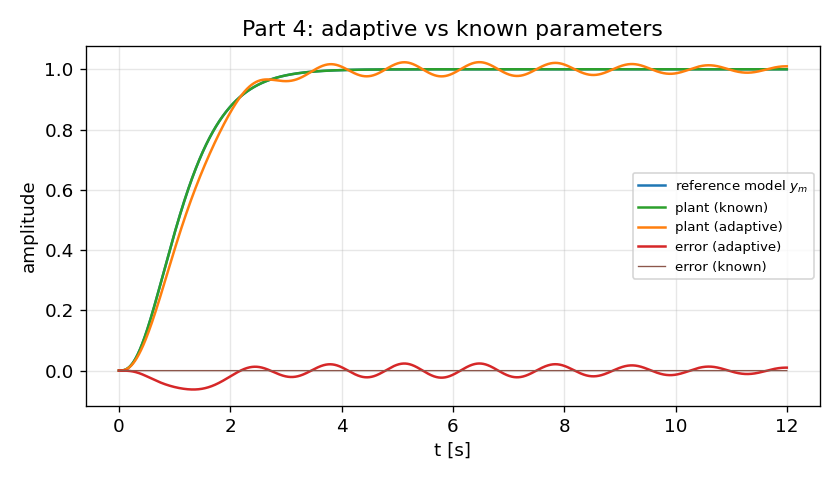 Part 4: adaptive vs known parameters
amplitude
1.0
0.8
0.6
0.4
0.2
0.0
reference model yₘ
plant (known)
plant (adaptive)
error (adaptive)
error (known)
0 2 4 6 8 10 12
t [s]